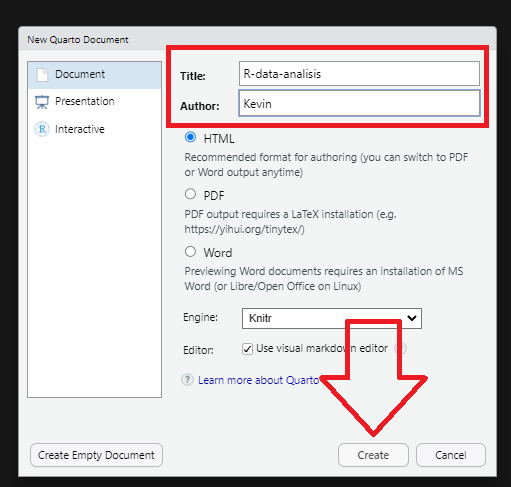 New Quarto Document
Document
Presentation
Interactive
Title: R-data-analisis
Author: Kevin
HTML
Recommended format for authoring (you can switch to PDF
or Word output anytime)
PDF
PDF output requires a LaTeX installation (e.g.
https://yihui.org/tinytex/)
Word
Previewing Word documents requires an installation of MS
Word (or Libre/Open Office on Linux)
Engine: Knitr
Editor: Use visual markdown editor ?
? Learn more about Quarto
Create Empty Document
Create
Cancel